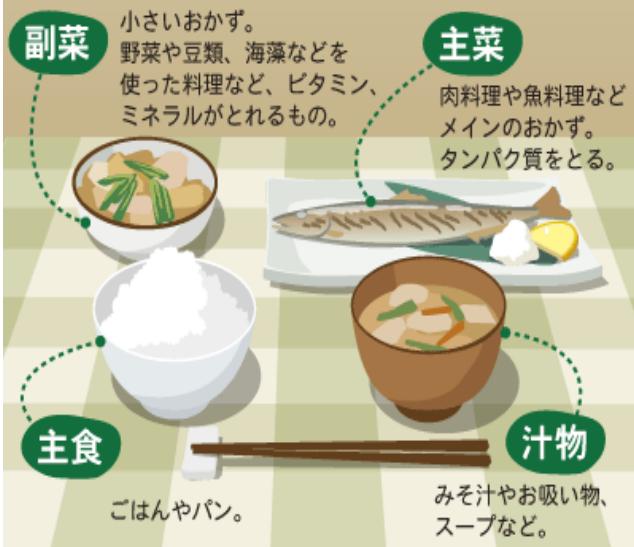 副菜
小さいおかず。
野菜や豆類、海藻などを
使った料理など、ビタミン、
ミネラルがとれるもの。
主菜
肉料理や魚料理など
メインのおかず。
タンパク質をとる。
主食
ごはんやパン。
汁物
みそ汁やお吸い物、
スープなど。